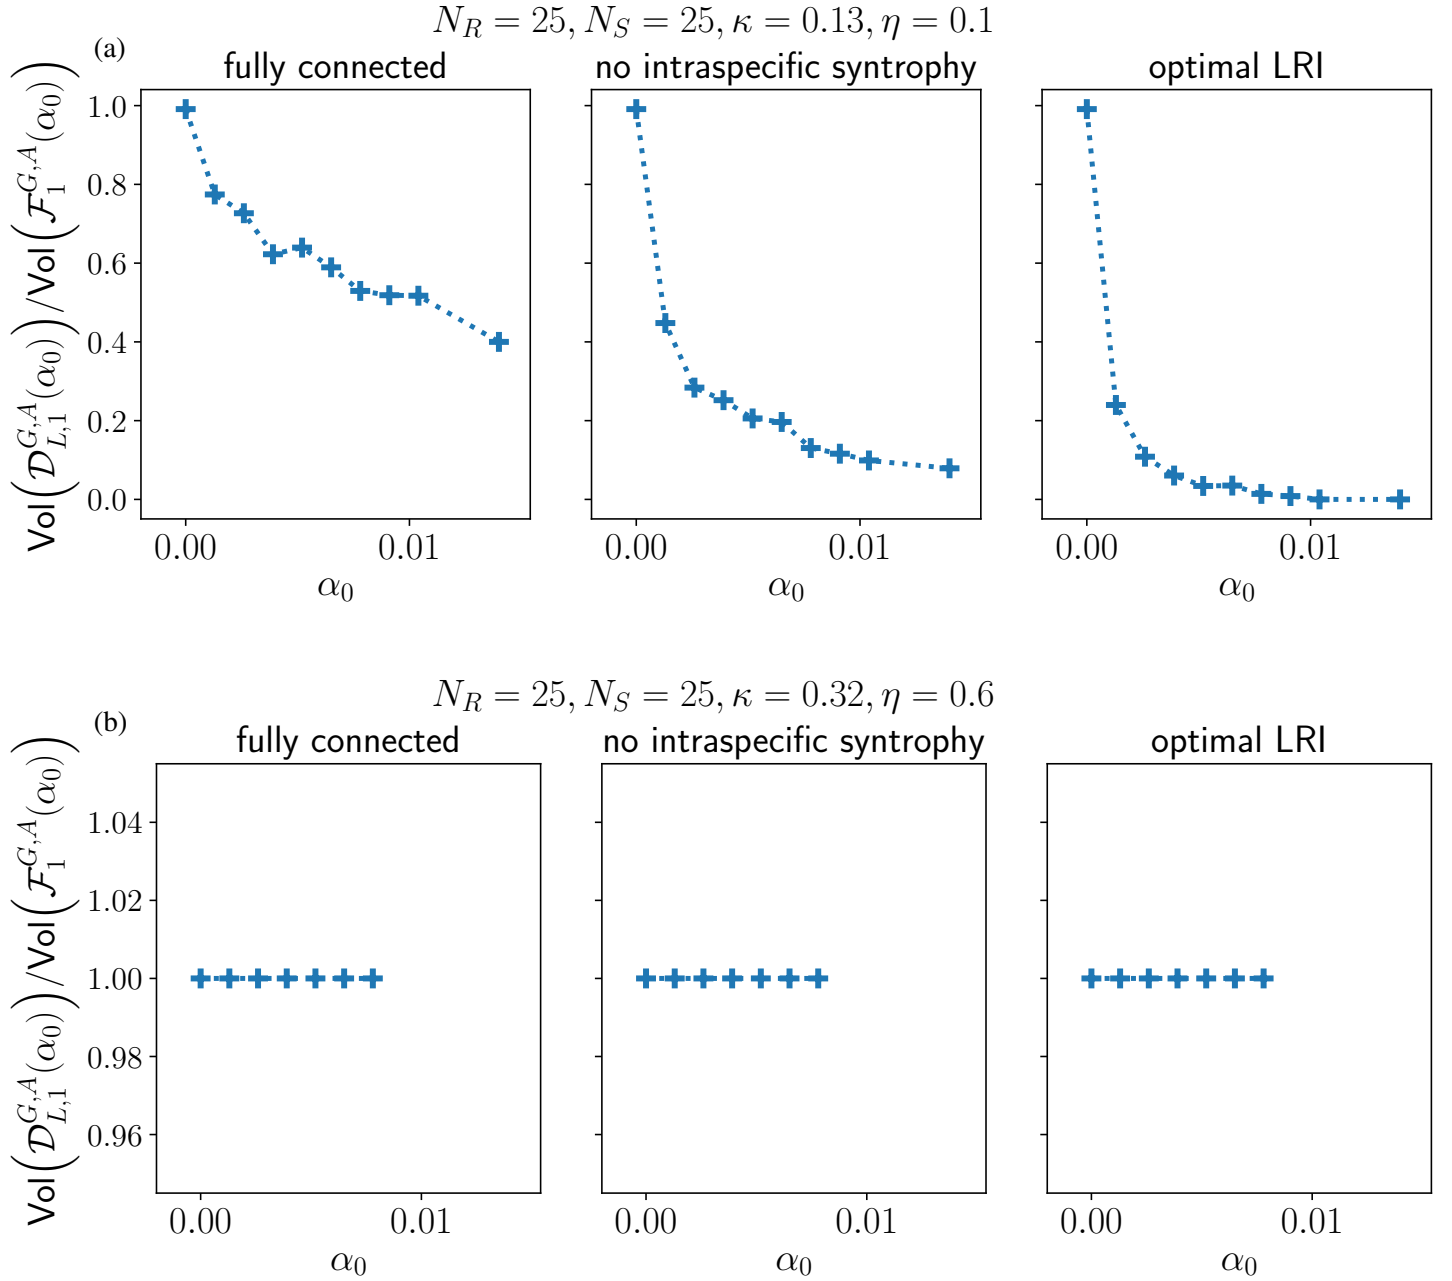 N_R = 25, N_S = 25, κ = 0.13, η = 0.1
(a)
fully connected
no intraspecific syntrophy
optimal LRI
Vol(𝒟_{L,1}^{G,A}(α_0))/Vol(ℱ_1^{G,A}(α_0))
1.0
0.8
0.6
0.4
0.2
0.0
0.00 0.01
0.00 0.01
0.00 0.01
α_0
α_0
α_0
N_R = 25, N_S = 25, κ = 0.32, η = 0.6
(b)
fully connected
no intraspecific syntrophy
optimal LRI
Vol(𝒟_{L,1}^{G,A}(α_0))/Vol(ℱ_1^{G,A}(α_0))
1.04
1.02
1.00
0.98
0.96
0.00 0.01
0.00 0.01
0.00 0.01
α_0
α_0
α_0